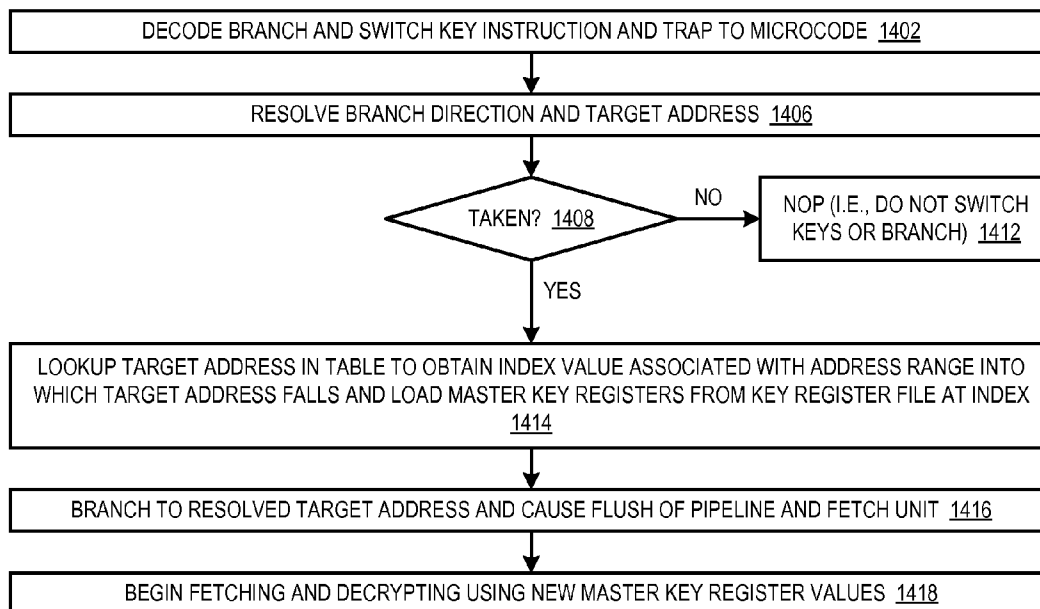 DECODE BRANCH AND SWITCH KEY INSTRUCTION AND TRAP TO MICROCODE 1402
RESOLVE BRANCH DIRECTION AND TARGET ADDRESS 1406
TAKEN? 1408
NO
NOP (I.E., DO NOT SWITCH
KEYS OR BRANCH) 1412
YES
LOOKUP TARGET ADDRESS IN TABLE TO OBTAIN INDEX VALUE ASSOCIATED WITH ADDRESS RANGE INTO
WHICH TARGET ADDRESS FALLS AND LOAD MASTER KEY REGISTERS FROM KEY REGISTER FILE AT INDEX
1414
BRANCH TO RESOLVED TARGET ADDRESS AND CAUSE FLUSH OF PIPELINE AND FETCH UNIT 1416
BEGIN FETCHING AND DECRYPTING USING NEW MASTER KEY REGISTER VALUES 1418